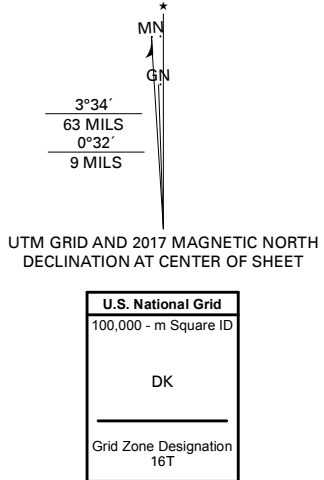 MN
GN
3°34´
63 MILS
0°32´
9 MILS
UTM GRID AND 2017 MAGNETIC NORTH
DECLINATION AT CENTER OF SHEET
U.S. National Grid
100,000 - m Square ID
DK
Grid Zone Designation
16T